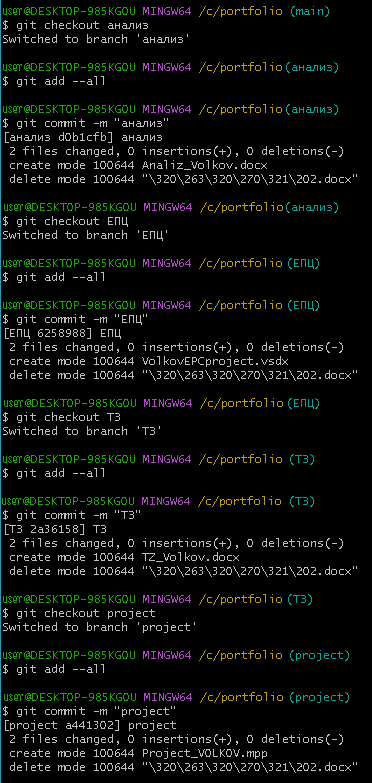 user@DESKTOP-985KGOU MINGW64 /c/portfolio (main)
$ git checkout анализ
Switched to branch 'анализ'
user@DESKTOP-985KGOU MINGW64 /c/portfolio(анализ)
$ git add --all
user@DESKTOP-985KGOU MINGW64 /c/portfolio(анализ)
$ git commit -m "анализ"
[анализ d0b1cfb] анализ
2 files changed, 0 insertions(+), 0 deletions(-)
create mode 100644 Analiz_Volkov.docx
delete mode 100644 "\320\263\320\270\321\202.docx"
user@DESKTOP-985KGOU MINGW64 /c/portfolio(анализ)
$ git checkout ЕПЦ
Switched to branch 'ЕПЦ'
user@DESKTOP-985KGOU MINGW64 /c/portfolio (ЕПЦ)
$ git add --all
user@DESKTOP-985KGOU MINGW64 /c/portfolio (ЕПЦ)
$ git commit -m "ЕПЦ"
[ЕПЦ 6258988] ЕПЦ
2 files changed, 0 insertions(+), 0 deletions(-)
create mode 100644 VolkovEPCproject.vsdx
delete mode 100644 "\320\263\320\270\321\202.docx"
user@DESKTOP-985KGOU MINGW64 /c/portfolio (ЕПЦ)
$ git checkout ТЗ
Switched to branch 'ТЗ'
user@DESKTOP-985KGOU MINGW64 /c/portfolio (ТЗ)
$ git add --all
user@DESKTOP-985KGOU MINGW64 /c/portfolio (ТЗ)
$ git commit -m "ТЗ"
[ТЗ 2a36158] ТЗ
2 files changed, 0 insertions(+), 0 deletions(-)
create mode 100644 TZ_Volkov.docx
delete mode 100644 "\320\263\320\270\321\202.docx"
user@DESKTOP-985KGOU MINGW64 /c/portfolio (ТЗ)
$ git checkout project
Switched to branch 'project'
user@DESKTOP-985KGOU MINGW64 /c/portfolio (project)
$ git add --all
user@DESKTOP-985KGOU MINGW64 /c/portfolio (project)
$ git commit -m "project"
[project a441302] project
2 files changed, 0 insertions(+), 0 deletions(-)
create mode 100644 Project_VOLKOV.mpp
delete mode 100644 "\320\263\320\270\321\202.docx"